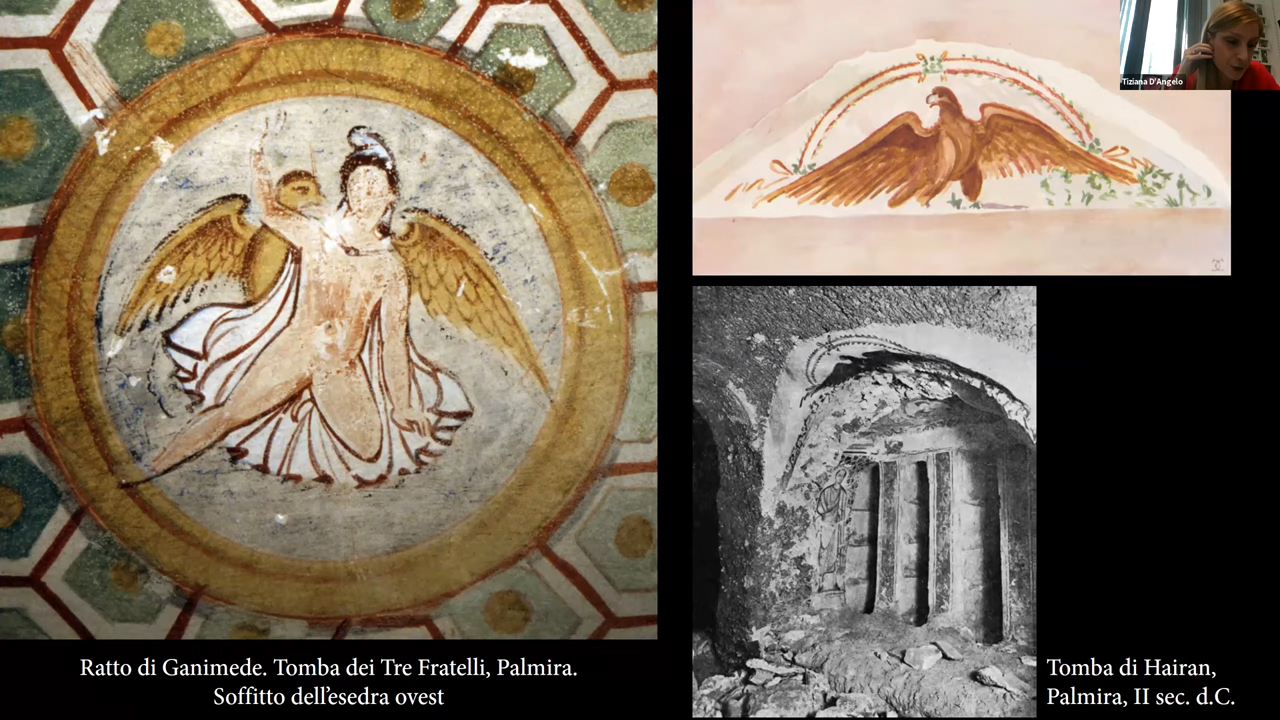 Tiziana D'Angelo
Ratto di Ganimede. Tomba dei Tre Fratelli, Palmira.
Soffitto dell'esedra ovest
Tomba di Hairan,
Palmira, II sec. d.C.